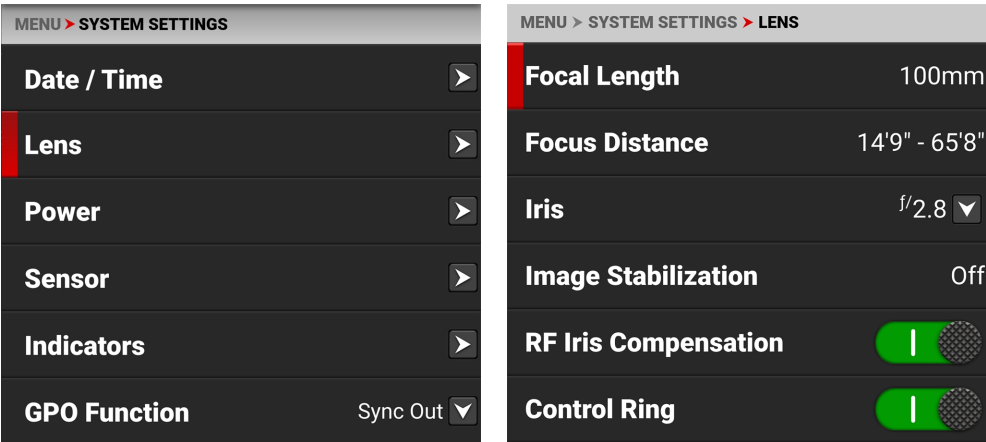 MENU > SYSTEM SETTINGS
Date / Time
Lens
Power
Sensor
Indicators
GPO Function Sync Out
MENU > SYSTEM SETTINGS > LENS
Focal Length 100mm
Focus Distance 14'9" - 65'8"
Iris ƒ/2.8
Image Stabilization Off
RF Iris Compensation
Control Ring